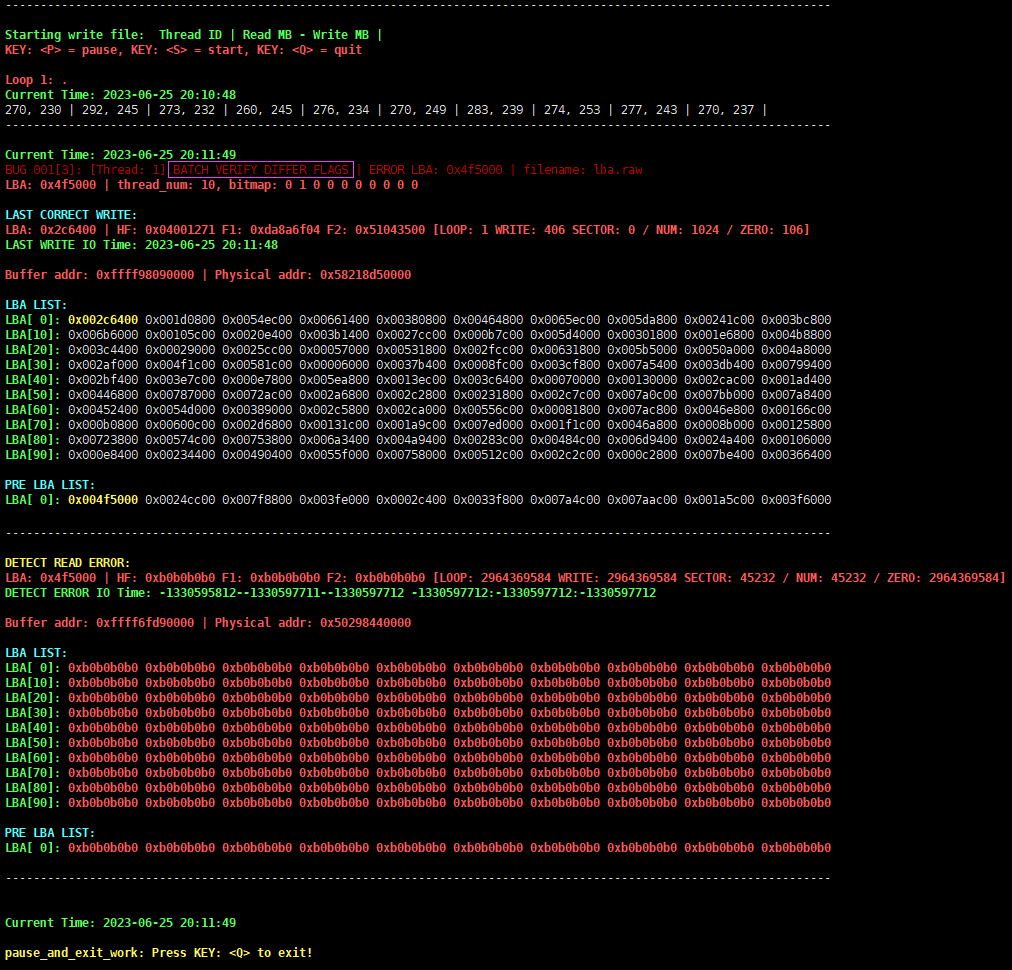 -----------------------------------------------------------------------------------------------------------------------
Starting write file:  Thread ID | Read MB - Write MB |
KEY: <P> = pause, KEY: <S> = start, KEY: <Q> = quit
Loop 1: .
Current Time: 2023-06-25 20:10:48
270, 230 | 292, 245 | 273, 232 | 260, 245 | 276, 234 | 270, 249 | 283, 239 | 274, 253 | 277, 243 | 270, 237 |
-----------------------------------------------------------------------------------------------------------------------
Current Time: 2023-06-25 20:11:49
BUG 001[3]: [Thread: 1] BATCH VERIFY DIFFER FLAGS | ERROR LBA: 0x4f5000 | filename: lba.raw
LBA: 0x4f5000 | thread_num: 10, bitmap: 0 1 0 0 0 0 0 0 0 0
LAST CORRECT WRITE:
LBA: 0x2c6400 | HF: 0x04001271 F1: 0xda8a6f04 F2: 0x51043500 [LOOP: 1 WRITE: 406 SECTOR: 0 / NUM: 1024 / ZERO: 106]
LAST WRITE IO Time: 2023-06-25 20:11:48
Buffer addr: 0xffff98090000 | Physical addr: 0x58218d50000
LBA LIST:
LBA[ 0]: 0x002c6400 0x001d0800 0x0054ec00 0x00661400 0x00380800 0x00464800 0x0065ec00 0x005da800 0x00241c00 0x003bc800
LBA[10]: 0x006b6000 0x00105c00 0x0020e400 0x003b1400 0x0027cc00 0x000b7c00 0x005d4000 0x00301800 0x001e6800 0x004b8800
LBA[20]: 0x003c4400 0x00029000 0x0025cc00 0x00057000 0x00531800 0x002fcc00 0x00631800 0x005b5000 0x0050a000 0x004a8000
LBA[30]: 0x002af000 0x004f1c00 0x00581c00 0x00006000 0x0037b400 0x0008fc00 0x003cf800 0x007a5400 0x003db400 0x00799400
LBA[40]: 0x002bf400 0x003e7c00 0x000e7800 0x005ea800 0x0013ec00 0x003c6400 0x00070000 0x00130000 0x002cac00 0x001ad400
LBA[50]: 0x00446800 0x00787000 0x0072ac00 0x002a6800 0x002c2800 0x00231800 0x002c7c00 0x007a0c00 0x007bb000 0x007a8400
LBA[60]: 0x00452400 0x0054d000 0x00389000 0x002c5800 0x002ca000 0x00556c00 0x00081800 0x007ac800 0x0046e800 0x00166c00
LBA[70]: 0x000b0800 0x00600c00 0x002d6800 0x00131c00 0x001a9c00 0x007ed000 0x001f1c00 0x0046a800 0x0008b000 0x00125800
LBA[80]: 0x00723800 0x00574c00 0x00753800 0x006a3400 0x004a9400 0x00283c00 0x00484c00 0x006d9400 0x0024a400 0x00106000
LBA[90]: 0x000e8400 0x00234400 0x00490400 0x0055f000 0x00758000 0x00512c00 0x002c2c00 0x000c2800 0x007be400 0x00366400
PRE LBA LIST:
LBA[ 0]: 0x004f5000 0x0024cc00 0x007f8800 0x003fe000 0x0002c400 0x0033f800 0x007a4c00 0x007aac00 0x001a5c00 0x003f6000
-----------------------------------------------------------------------------------------------------------------------
DETECT READ ERROR:
LBA: 0x4f5000 | HF: 0xb0b0b0b0 F1: 0xb0b0b0b0 F2: 0xb0b0b0b0 [LOOP: 2964369584 WRITE: 2964369584 SECTOR: 45232 / NUM: 45232 / ZERO: 2964369584]
DETECT ERROR IO Time: -1330595812--1330597711--1330597712 -1330597712:-1330597712:-1330597712
Buffer addr: 0xffff6fd90000 | Physical addr: 0x50298440000
LBA LIST:
LBA[ 0]: 0xb0b0b0b0 0xb0b0b0b0 0xb0b0b0b0 0xb0b0b0b0 0xb0b0b0b0 0xb0b0b0b0 0xb0b0b0b0 0xb0b0b0b0 0xb0b0b0b0 0xb0b0b0b0
LBA[10]: 0xb0b0b0b0 0xb0b0b0b0 0xb0b0b0b0 0xb0b0b0b0 0xb0b0b0b0 0xb0b0b0b0 0xb0b0b0b0 0xb0b0b0b0 0xb0b0b0b0 0xb0b0b0b0
LBA[20]: 0xb0b0b0b0 0xb0b0b0b0 0xb0b0b0b0 0xb0b0b0b0 0xb0b0b0b0 0xb0b0b0b0 0xb0b0b0b0 0xb0b0b0b0 0xb0b0b0b0 0xb0b0b0b0
LBA[30]: 0xb0b0b0b0 0xb0b0b0b0 0xb0b0b0b0 0xb0b0b0b0 0xb0b0b0b0 0xb0b0b0b0 0xb0b0b0b0 0xb0b0b0b0 0xb0b0b0b0 0xb0b0b0b0
LBA[40]: 0xb0b0b0b0 0xb0b0b0b0 0xb0b0b0b0 0xb0b0b0b0 0xb0b0b0b0 0xb0b0b0b0 0xb0b0b0b0 0xb0b0b0b0 0xb0b0b0b0 0xb0b0b0b0
LBA[50]: 0xb0b0b0b0 0xb0b0b0b0 0xb0b0b0b0 0xb0b0b0b0 0xb0b0b0b0 0xb0b0b0b0 0xb0b0b0b0 0xb0b0b0b0 0xb0b0b0b0 0xb0b0b0b0
LBA[60]: 0xb0b0b0b0 0xb0b0b0b0 0xb0b0b0b0 0xb0b0b0b0 0xb0b0b0b0 0xb0b0b0b0 0xb0b0b0b0 0xb0b0b0b0 0xb0b0b0b0 0xb0b0b0b0
LBA[70]: 0xb0b0b0b0 0xb0b0b0b0 0xb0b0b0b0 0xb0b0b0b0 0xb0b0b0b0 0xb0b0b0b0 0xb0b0b0b0 0xb0b0b0b0 0xb0b0b0b0 0xb0b0b0b0
LBA[80]: 0xb0b0b0b0 0xb0b0b0b0 0xb0b0b0b0 0xb0b0b0b0 0xb0b0b0b0 0xb0b0b0b0 0xb0b0b0b0 0xb0b0b0b0 0xb0b0b0b0 0xb0b0b0b0
LBA[90]: 0xb0b0b0b0 0xb0b0b0b0 0xb0b0b0b0 0xb0b0b0b0 0xb0b0b0b0 0xb0b0b0b0 0xb0b0b0b0 0xb0b0b0b0 0xb0b0b0b0 0xb0b0b0b0
PRE LBA LIST:
LBA[ 0]: 0xb0b0b0b0 0xb0b0b0b0 0xb0b0b0b0 0xb0b0b0b0 0xb0b0b0b0 0xb0b0b0b0 0xb0b0b0b0 0xb0b0b0b0 0xb0b0b0b0 0xb0b0b0b0
-----------------------------------------------------------------------------------------------------------------------
Current Time: 2023-06-25 20:11:49
pause_and_exit_work: Press KEY: <Q> to exit!